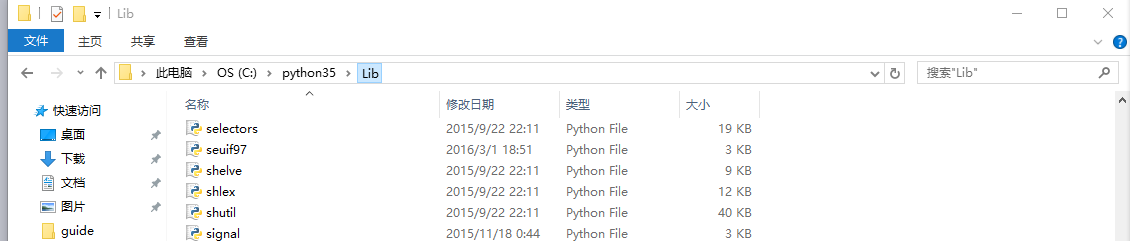 Lib
文件 主页 共享 查看
此电脑 OS (C:) python35 Lib 搜索"Lib"
名称 修改日期 类型 大小
快速访问
桌面
下载
文档
图片
guide
selectors 2015/9/22 22:11 Python File 19 KB
seuif97 2016/3/1 18:51 Python File 3 KB
shelve 2015/9/22 22:11 Python File 9 KB
shlex 2015/9/22 22:11 Python File 12 KB
shutil 2015/9/22 22:11 Python File 40 KB
signal 2015/11/18 0:44 Python File 3 KB